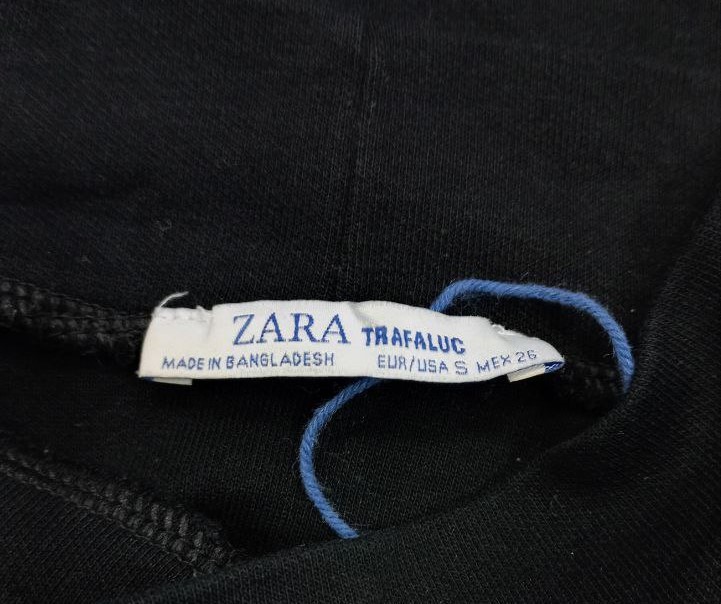 ZARA TRAFALUC
MADE IN BANGLADESH EUR/USA S MEX 26